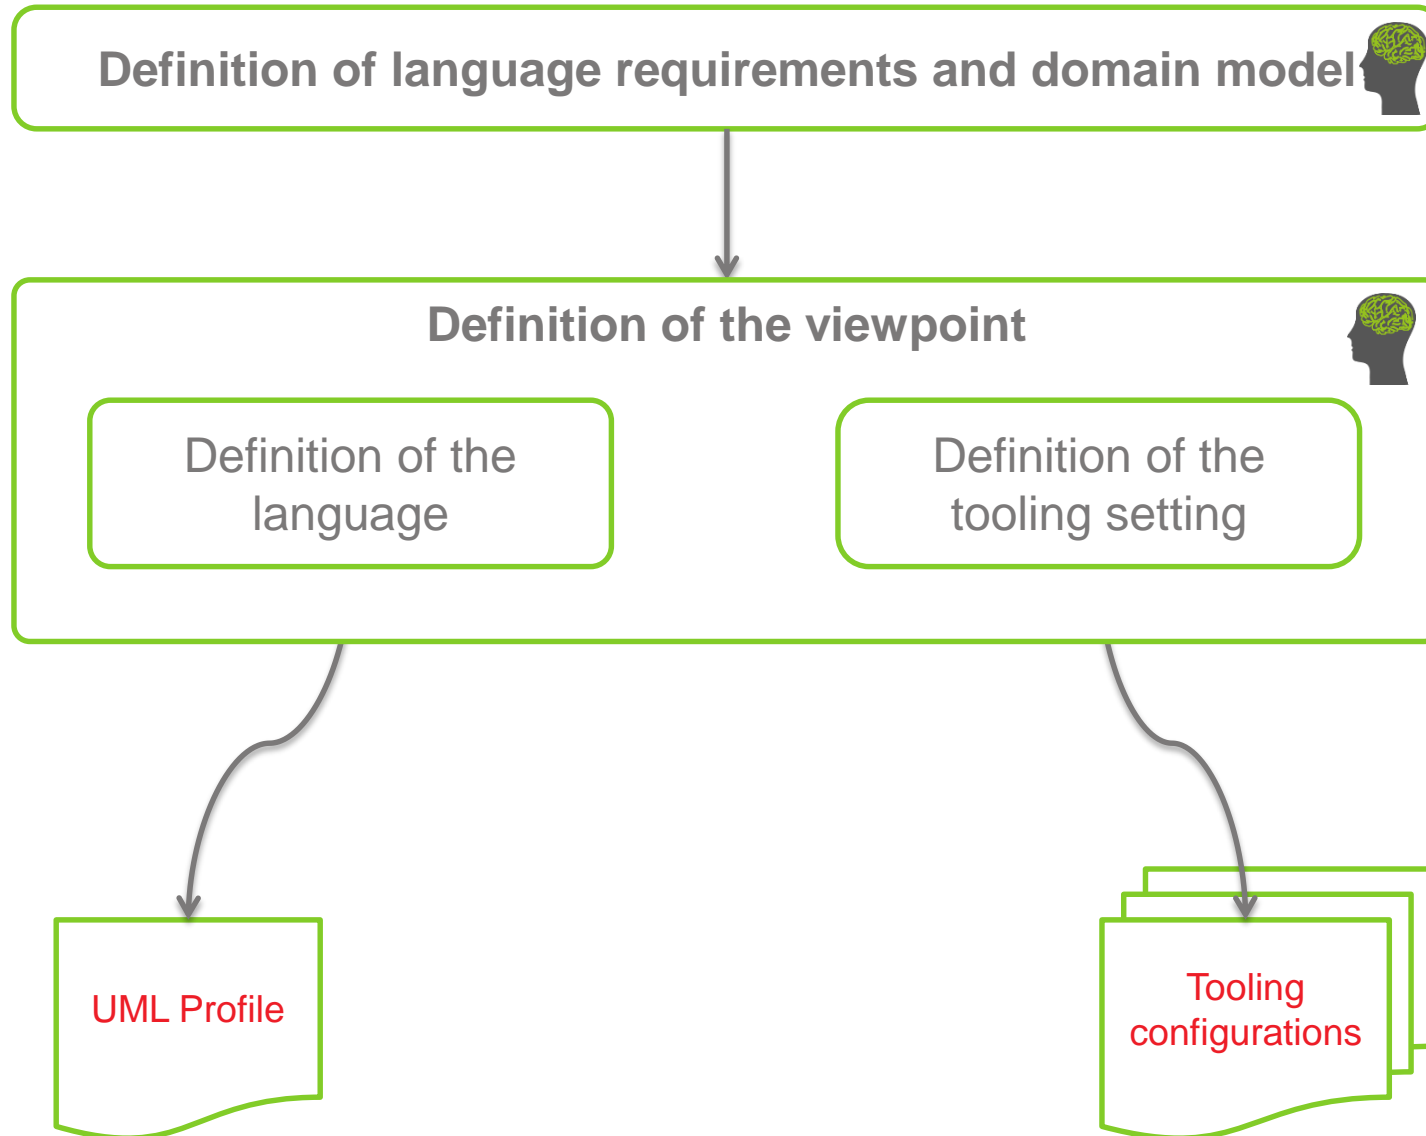 Definition of language requirements and domain model
Definition of the viewpoint
Definition of the
language
Definition of the
tooling setting
UML Profile
Tooling
configurations